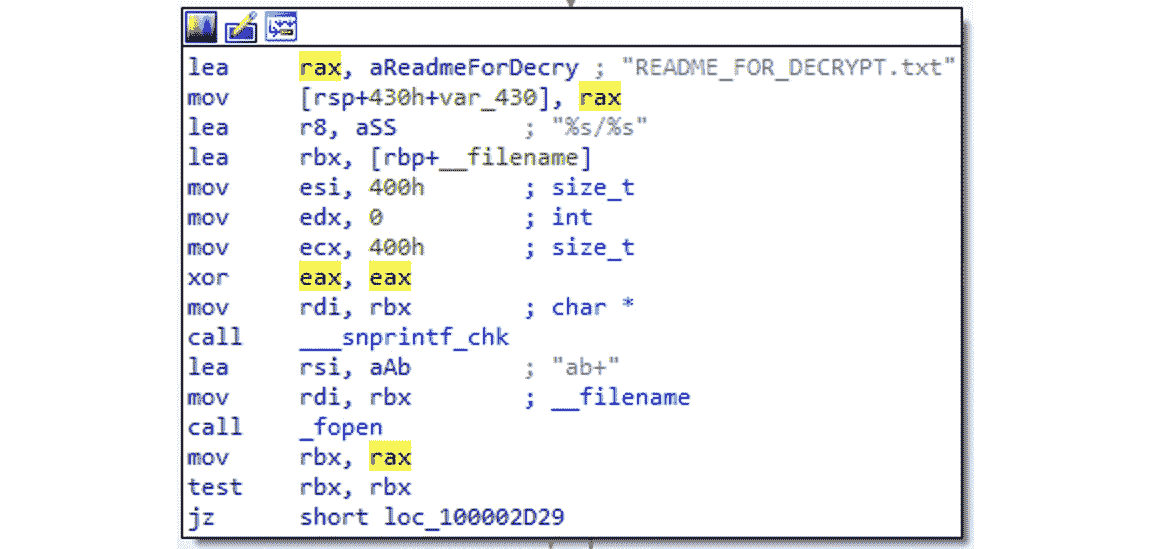 lea rax, aReadmeForDecry ; "README_FOR_DECRYPT.txt"
mov [rsp+430h+var_430], rax
lea r8, aSS ; "%s/%s"
lea rbx, [rbp+__filename]
mov esi, 400h ; size_t
mov edx, 0 ; int
mov ecx, 400h ; size_t
xor eax, eax
mov rdi, rbx ; char *
call ___snprintf_chk
lea rsi, aAb ; "ab+"
mov rdi, rbx ; __filename
call _fopen
mov rbx, rax
test rbx, rbx
jz short loc_100002D29